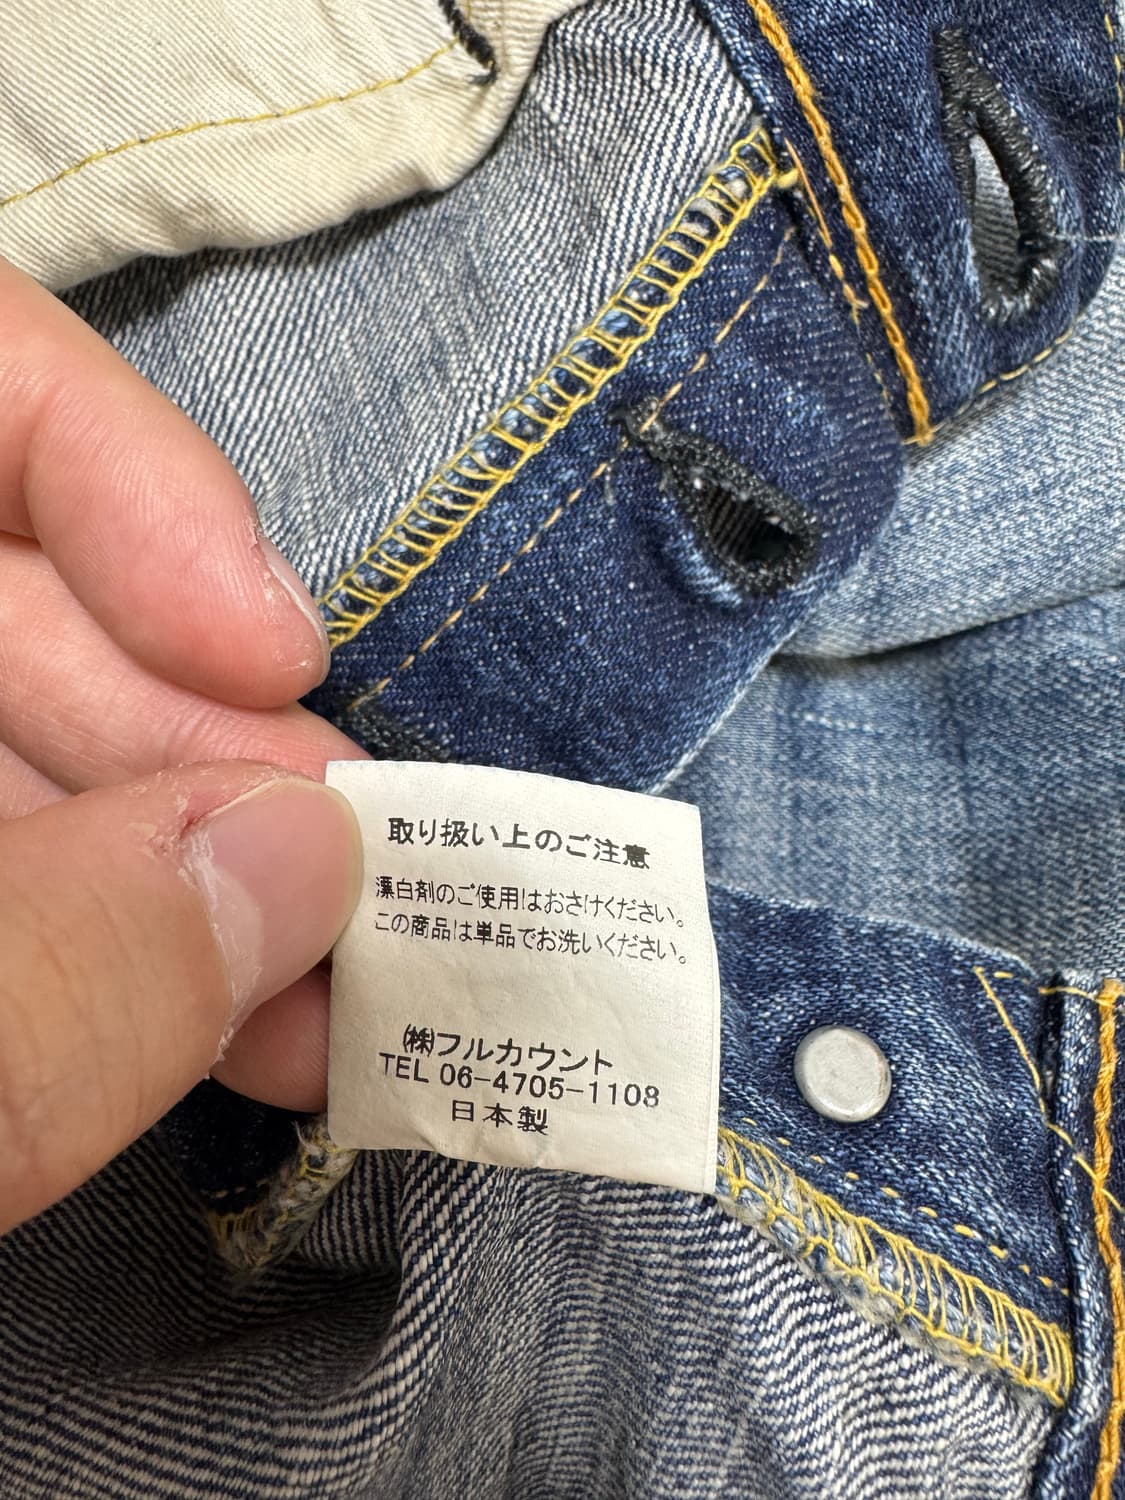 取り扱い上のご注意
漂白剤のご使用はおさけください。
この商品は単品でお洗いください。
㈱フルカウント
TEL 06-4705-1108
日本製